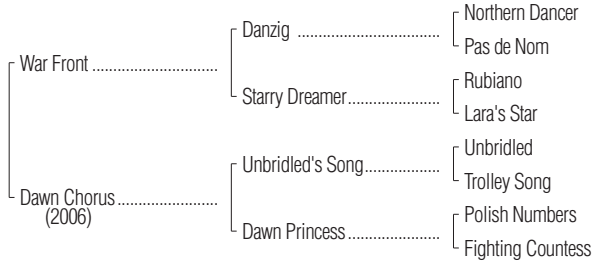 Northern Dancer
Danzig ....................................
Pas de Nom
War Front ................................
Rubiano
Starry Dreamer.......................
Lara's Star
Unbridled
Unbridled's Song...................
Trolley Song
Dawn Chorus .........................
(2006)
Polish Numbers
Dawn Princess.......................
Fighting Countess